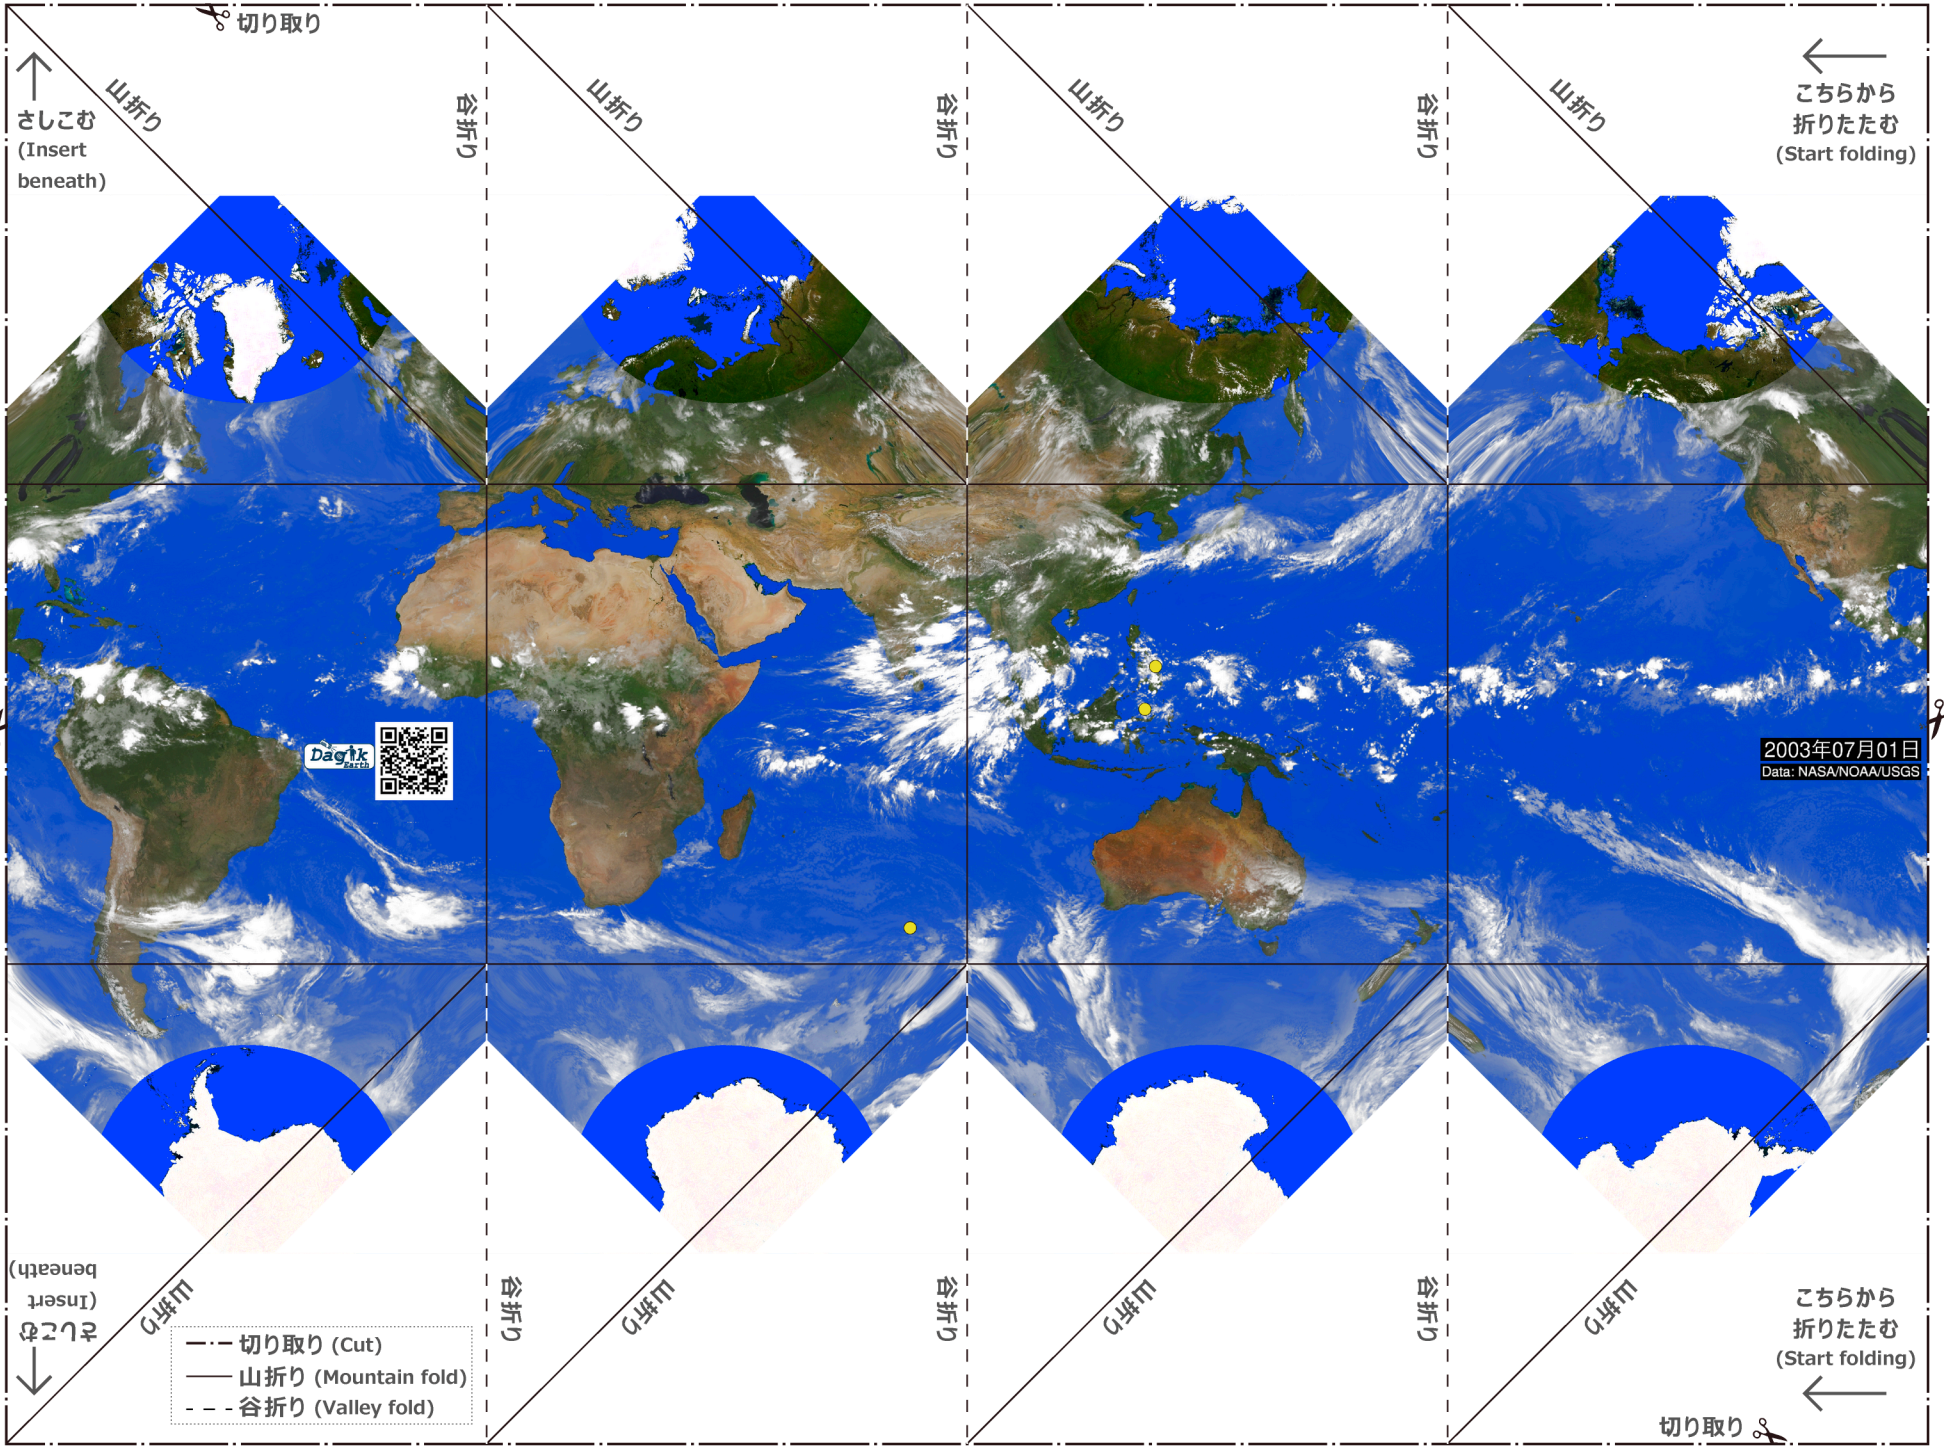 切り取り
山折り
谷折り
山折り
谷折り
山折り
谷折り
山折り
さしこむ
(Insert
beneath)
こちらから
折りたたむ
(Start folding)
Dagik
Earth
2003年07月01日
Data: NASA/NOAA/USGS
さしこむ
(Insert
beneath)
山折り
谷折り
山折り
谷折り
山折り
谷折り
山折り
こちらから
折りたたむ
(Start folding)
切り取り (Cut)
山折り (Mountain fold)
谷折り (Valley fold)
切り取り